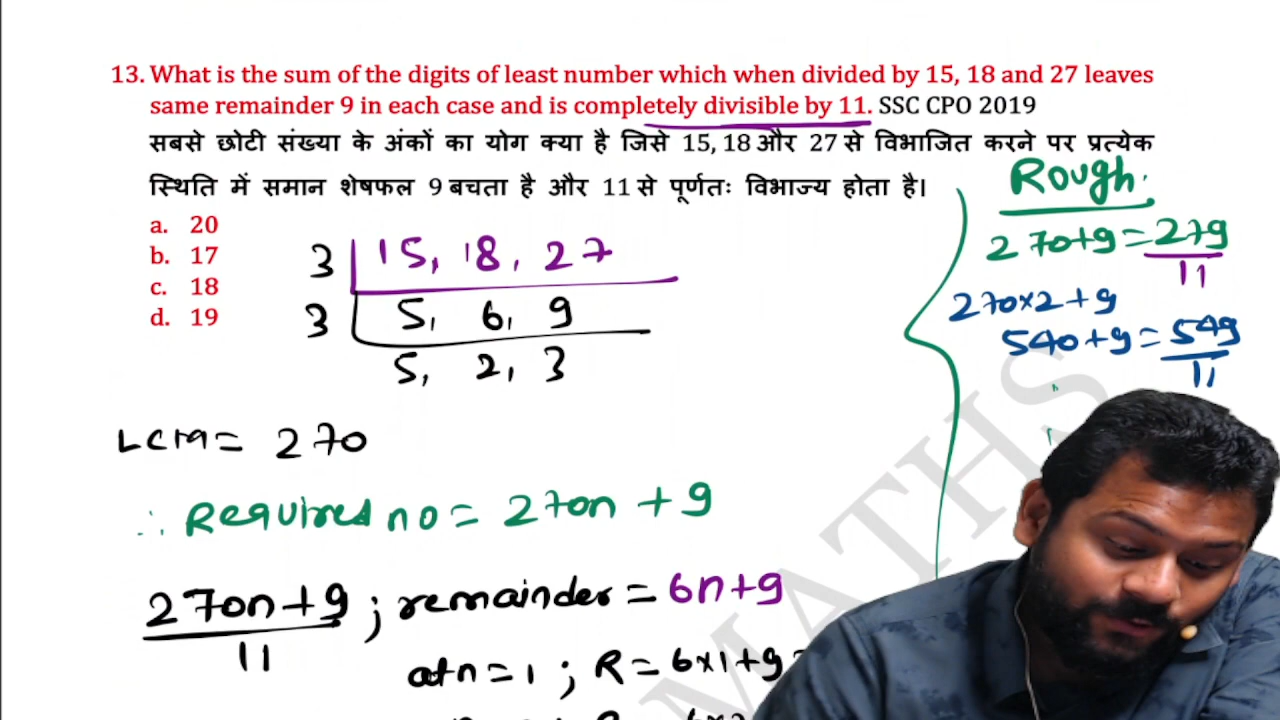 13. What is the sum of the digits of least number which when divided by 15, 18 and 27 leaves
same remainder 9 in each case and is completely divisible by 11. SSC CPO 2019
सबसे छोटी संख्या के अंकों का योग क्या है जिसे 15, 18 और 27 से विभाजित करने पर प्रत्येक
स्थिति में समान शेषफल 9 बचता है और 11 से पूर्णतः विभाज्य होता है।
a. 20
b. 17
c. 18
d. 19
3 15, 18, 27
3 5, 6, 9
5, 2, 3
LCM = 270
∴ Required no = 270n + 9
270n+9 ; remainder = 6n+9
11
at n = 1 ; R = 6×1+9
Rough.
270+9 = 279
11
270×2+9
540+9 = 549
11
MATHS